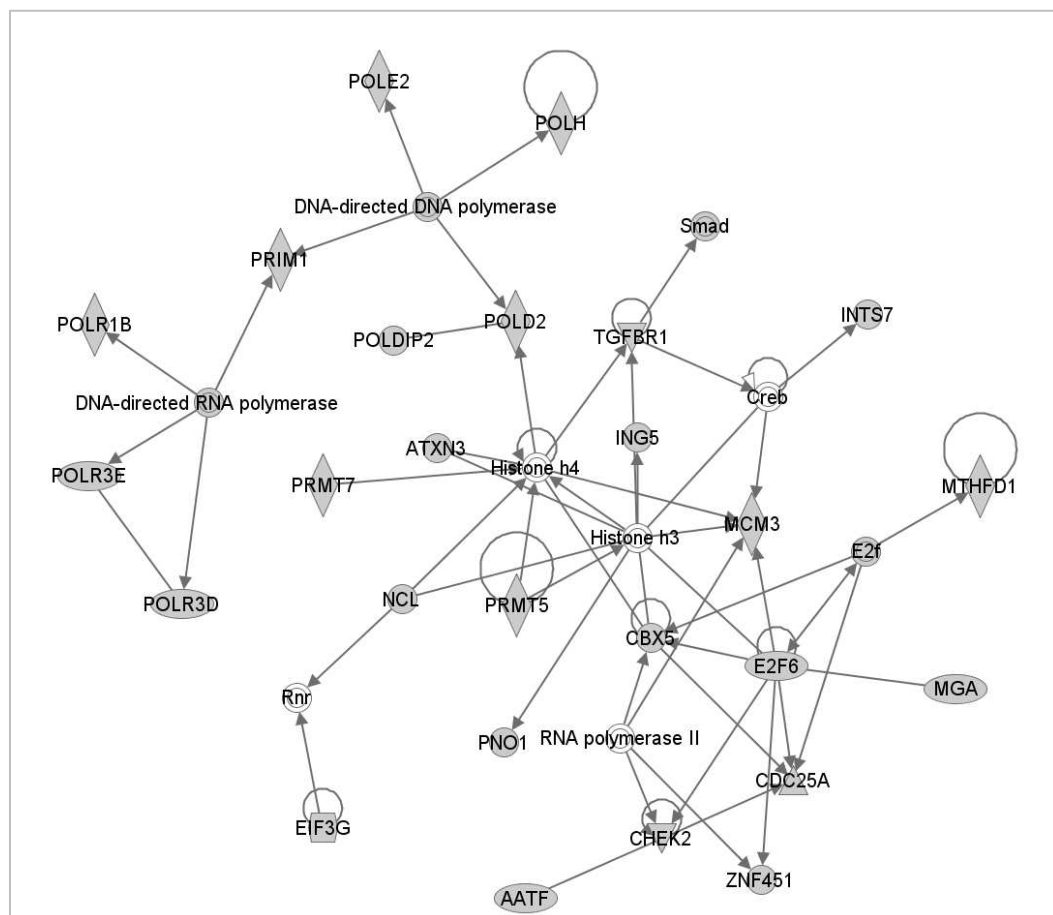 POLE2
POLH
DNA-directed DNA polymerase
Smad
PRIM1
INTS7
POLR1B
POLD2
TGFBR1
POLDIP2
Creb
DNA-directed RNA polymerase
ING5
ATXN3
Histone h4
POLR3E
PRMT7
MTHFD1
MCM3
Histone h3
E2f
NCL
PRMT5
POLR3D
CBX5
E2F6
MGA
Rnr
PNO1
RNA polymerase II
CDC25A
EIF3G
CHEK2
ZNF451
AATF